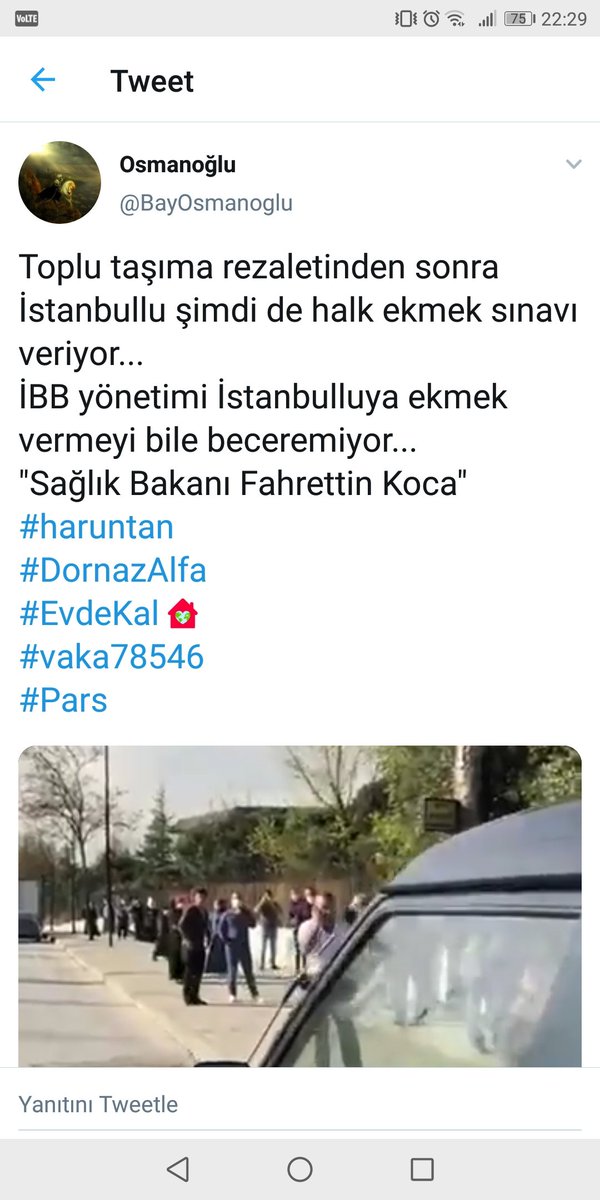 VoLTE
75 22:29
Tweet
Osmanoğlu
@BayOsmanoglu
Toplu taşıma rezaletinden sonra
İstanbullu şimdi de halk ekmek sınavı
veriyor...
İBB yönetimi İstanbulluya ekmek
vermeyi bile beceremiyor...
"Sağlık Bakanı Fahrettin Koca"
#haruntan
#DornazAlfa
#EvdeKal
#vaka78546
#Pars
Yanıtını Tweetle